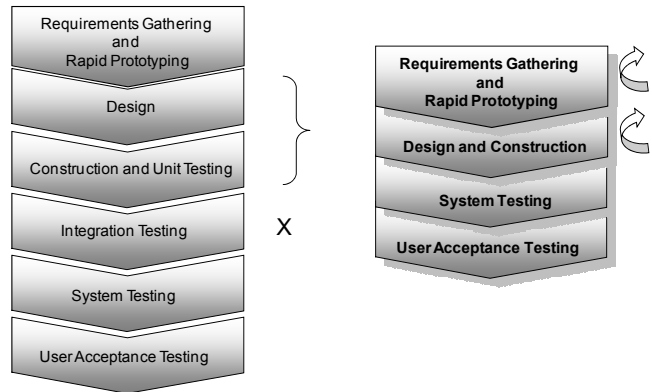 Requirements Gathering
and
Rapid Prototyping
Design
Construction and Unit Testing
Integration Testing
X
System Testing
User Acceptance Testing
Requirements Gathering
and
Rapid Prototyping
Design and Construction
System Testing
User Acceptance Testing